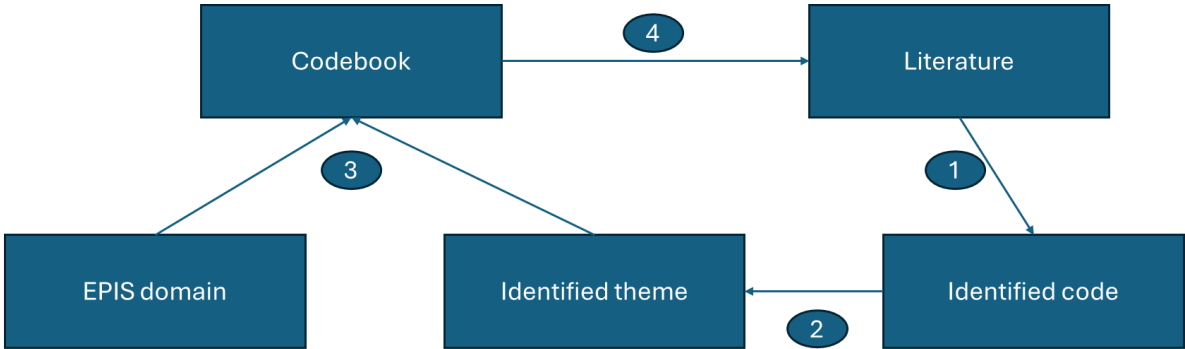 Codebook
4
Literature
3
1
EPIS domain
Identified theme
2
Identified code